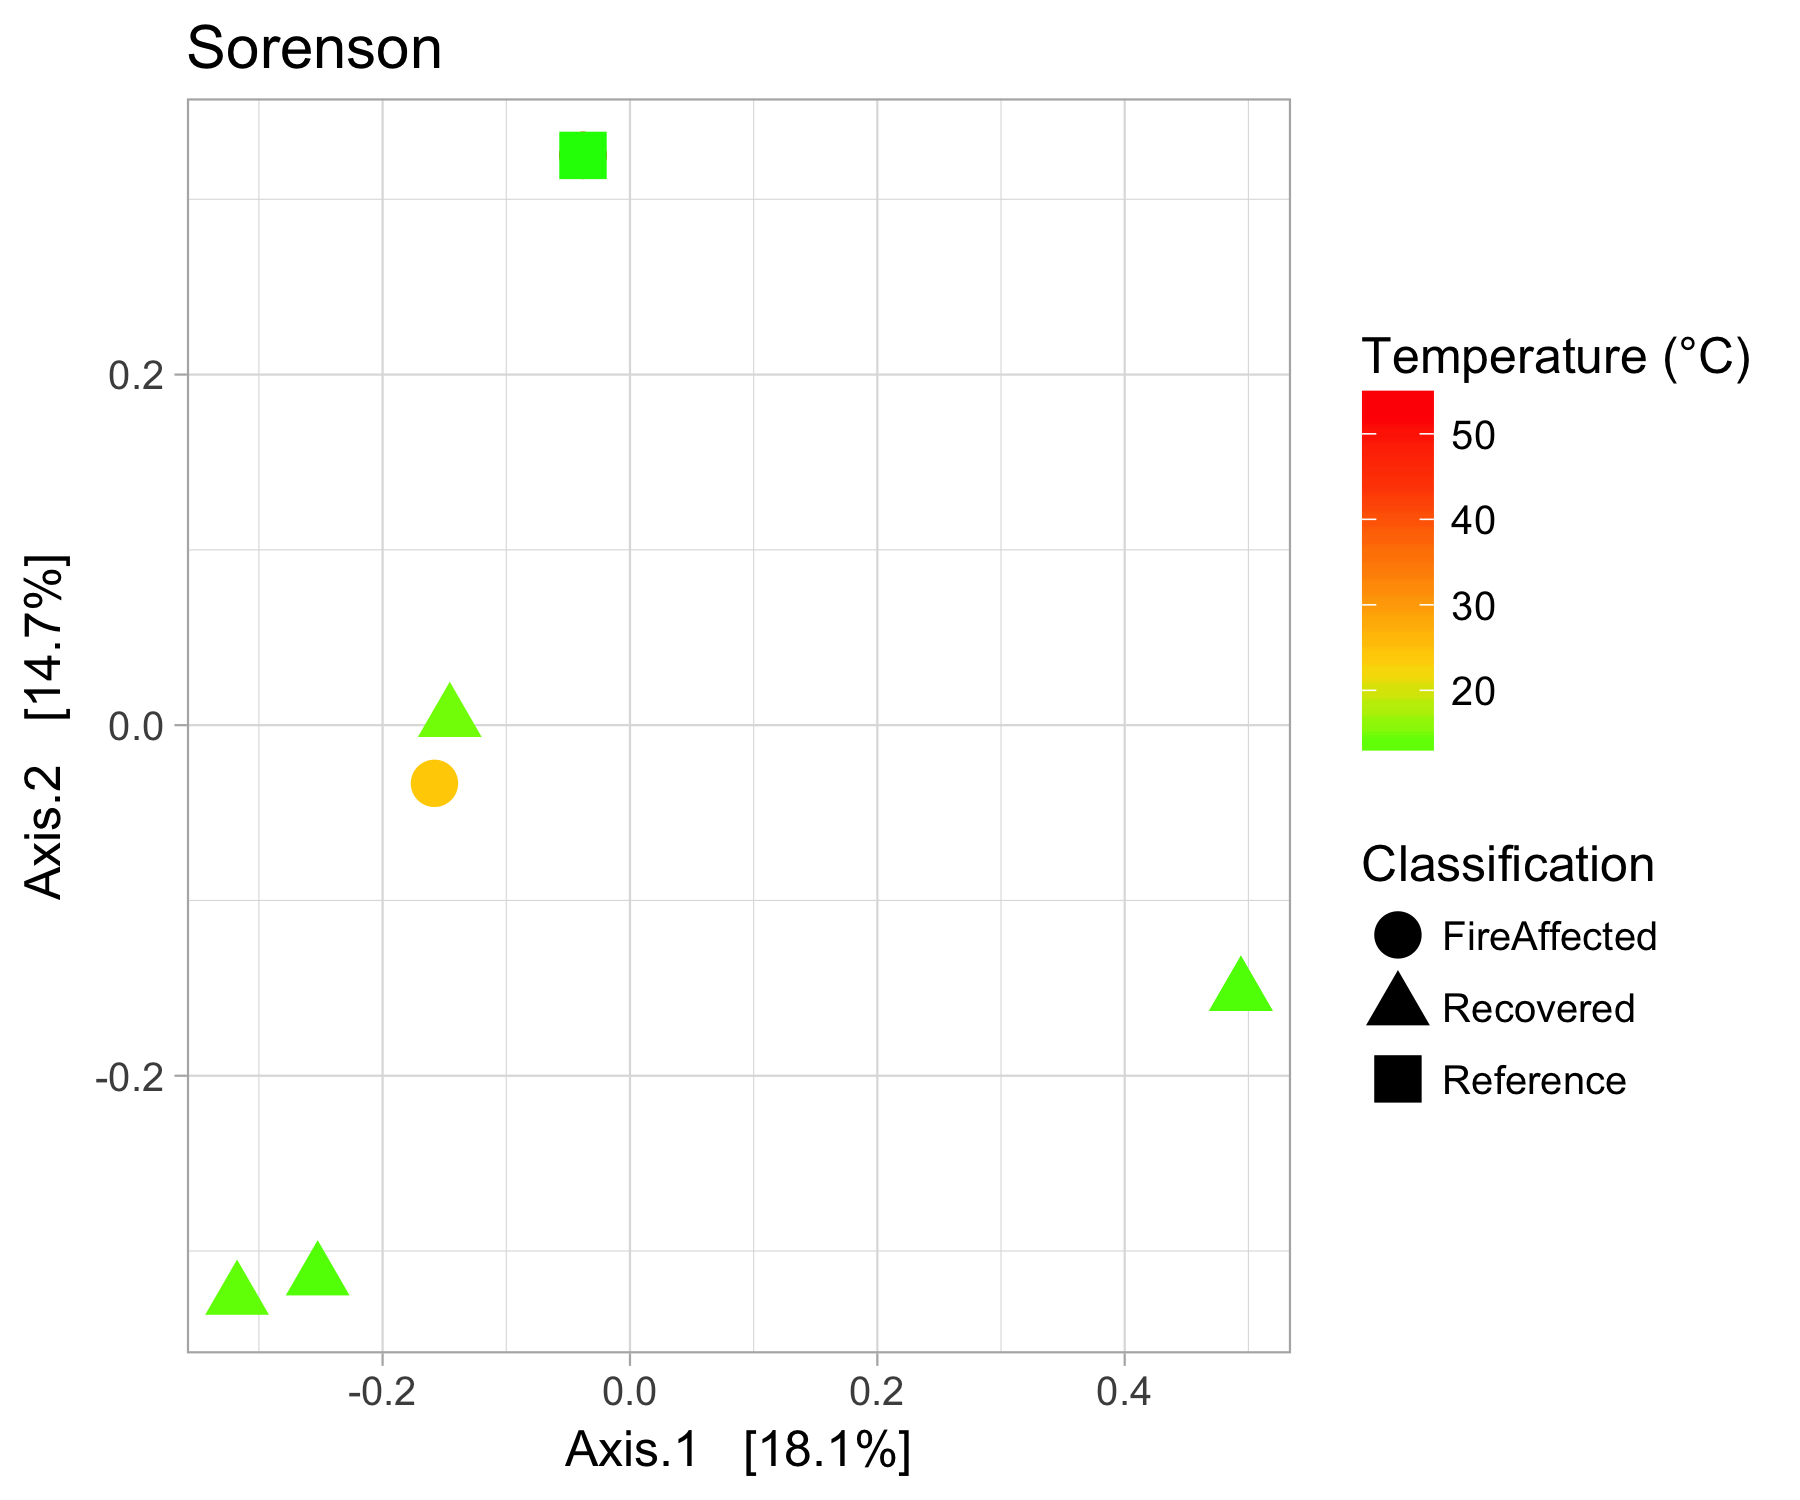 Sorenson
0.2
0.0
-0.2
Axis.2 [14.7%]
-0.2 0.0 0.2 0.4
Axis.1 [18.1%]
Temperature (°C)
50
40
30
20
Classification
FireAffected
Recovered
Reference